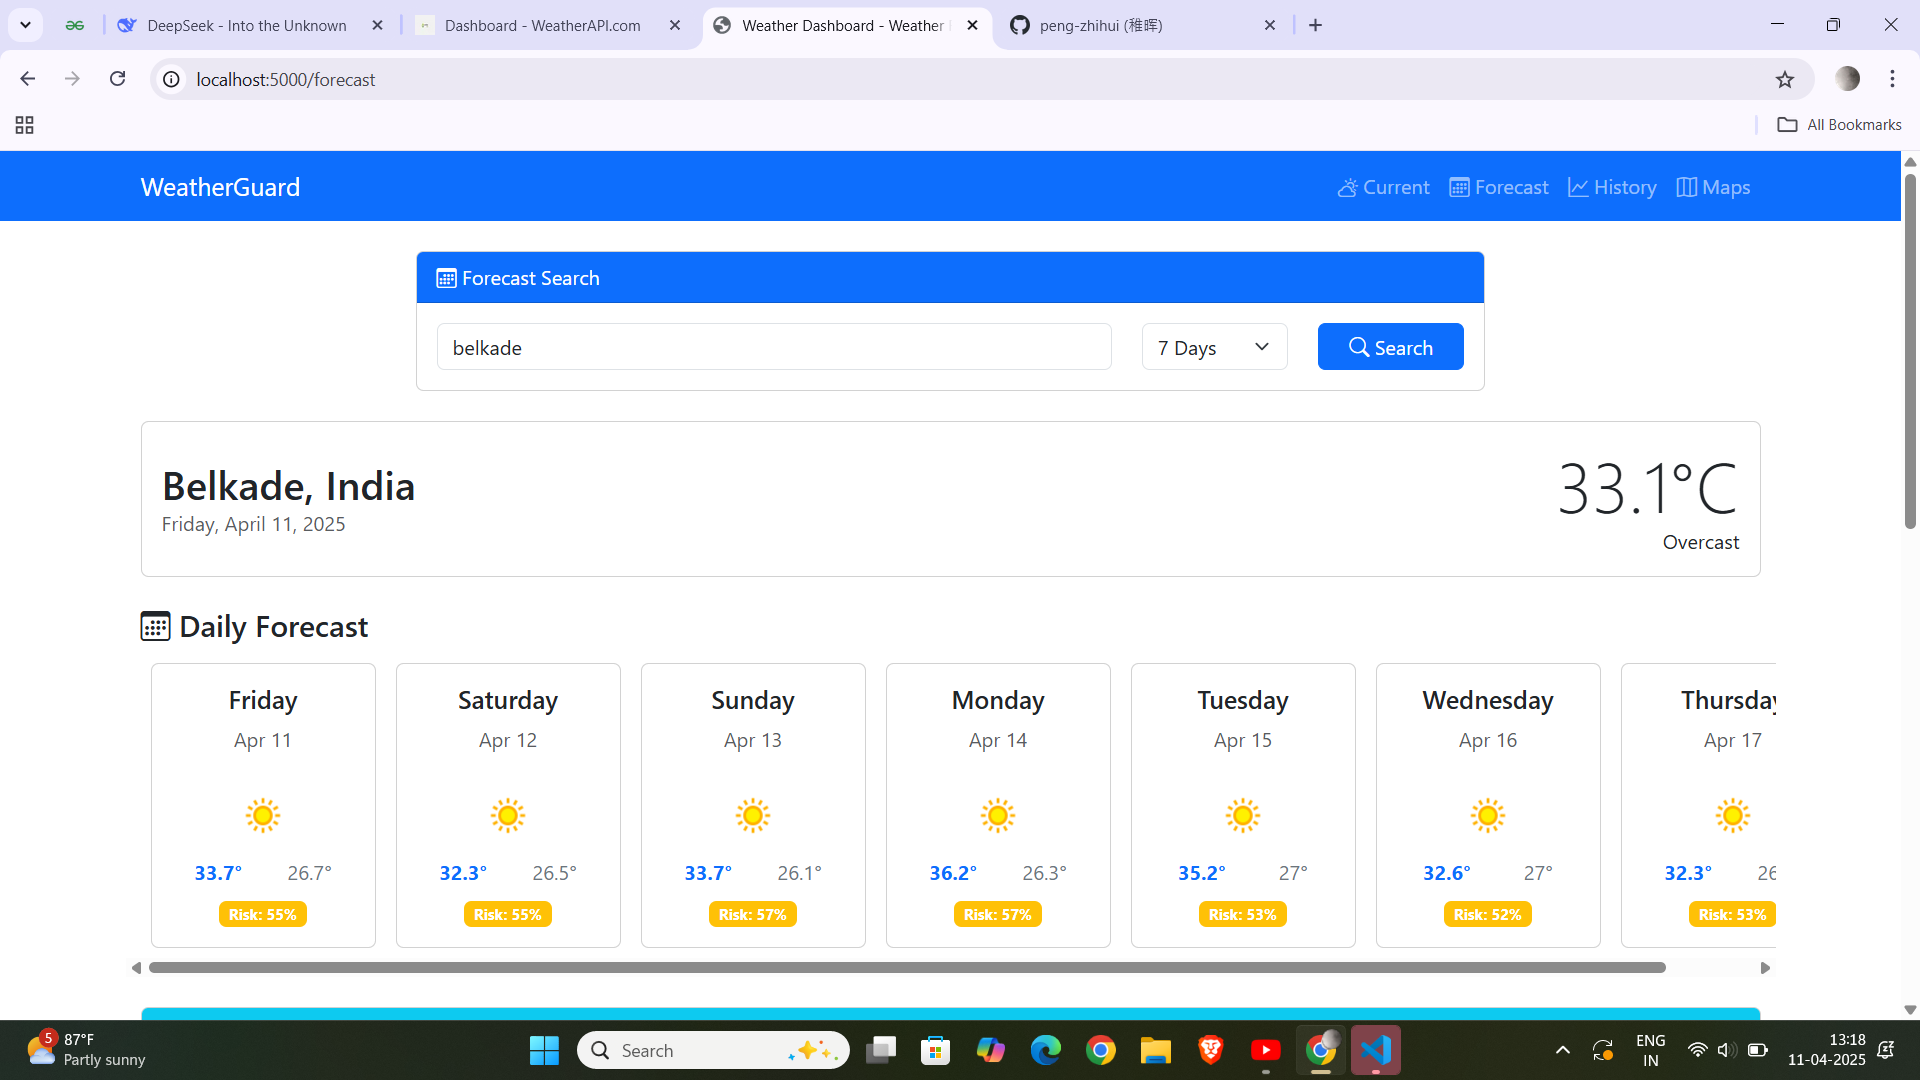 DeepSeek - Into the Unknown
Dashboard - WeatherAPI.com
Weather Dashboard - Weather
peng-zhihui (稚晖)
localhost:5000/forecast
All Bookmarks
WeatherGuard
Current
Forecast
History
Maps
Forecast Search
belkade
7 Days
Search
Belkade, India
Friday, April 11, 2025
33.1°C
Overcast
Daily Forecast
Friday
Apr 11
33.7° 26.7°
Risk: 55%
Saturday
Apr 12
32.3° 26.5°
Risk: 55%
Sunday
Apr 13
33.7° 26.1°
Risk: 57%
Monday
Apr 14
36.2° 26.3°
Risk: 57%
Tuesday
Apr 15
35.2° 27°
Risk: 53%
Wednesday
Apr 16
32.6° 27°
Risk: 52%
Thursday
Apr 17
32.3° 26
Risk: 53%
5
87°F
Partly sunny
Search
ENG
IN
13:18
11-04-2025